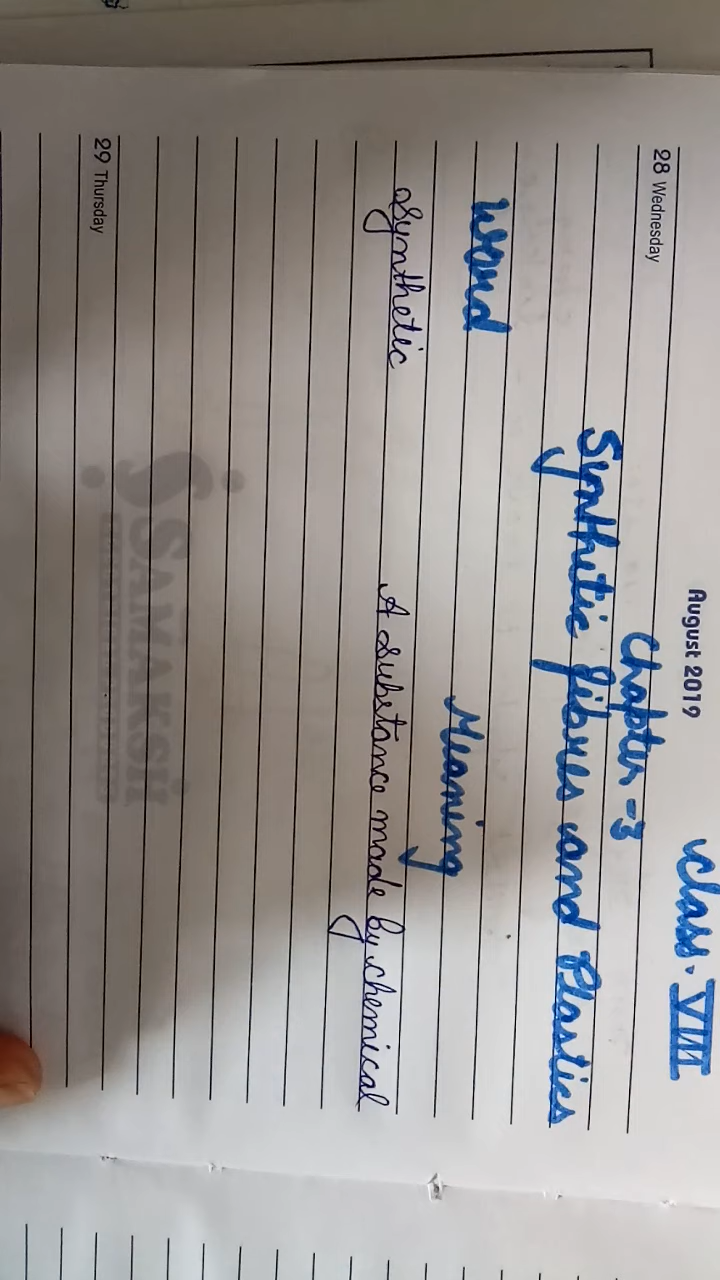 August 2019
Class. VIII
28 Wednesday
Chapter - 3
Synthetic fibres and Plastics
Word Meaning
Synthetic A substance made by chemical
29 Thursday
SAMAKSH